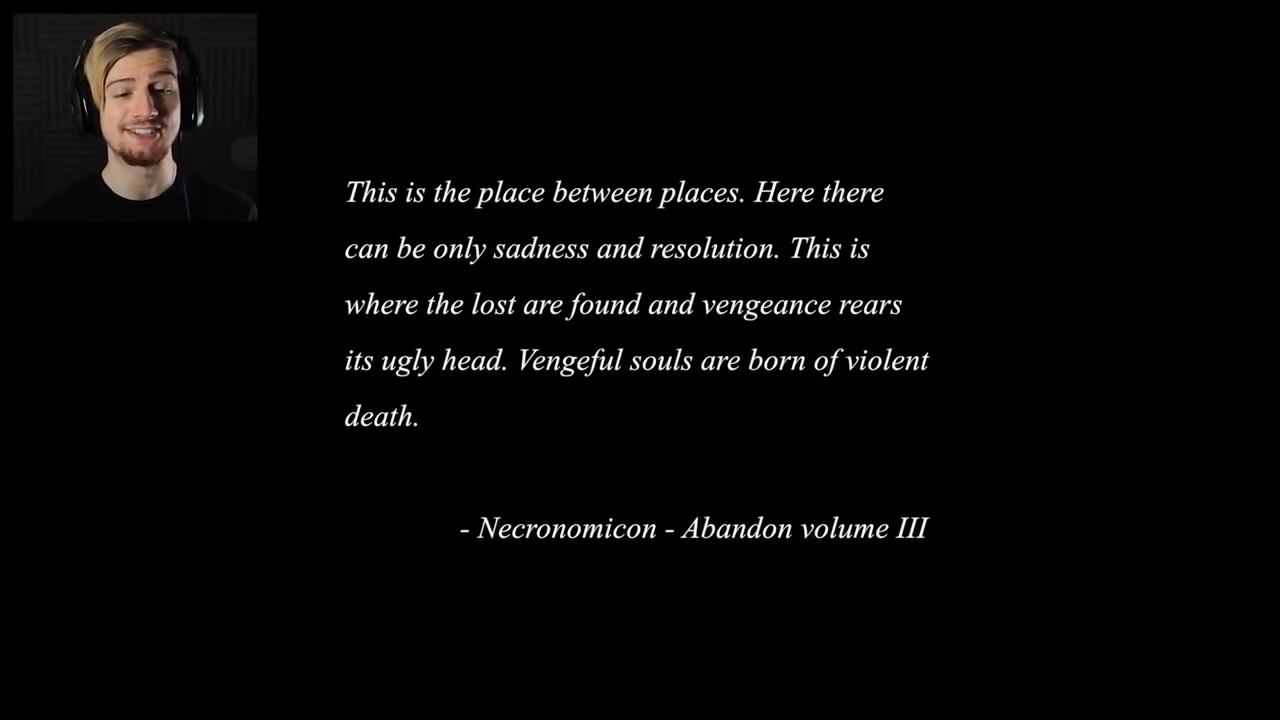 This is the place between places. Here there
can be only sadness and resolution. This is
where the lost are found and vengeance rears
its ugly head. Vengeful souls are born of violent
death.
- Necronomicon - Abandon volume III